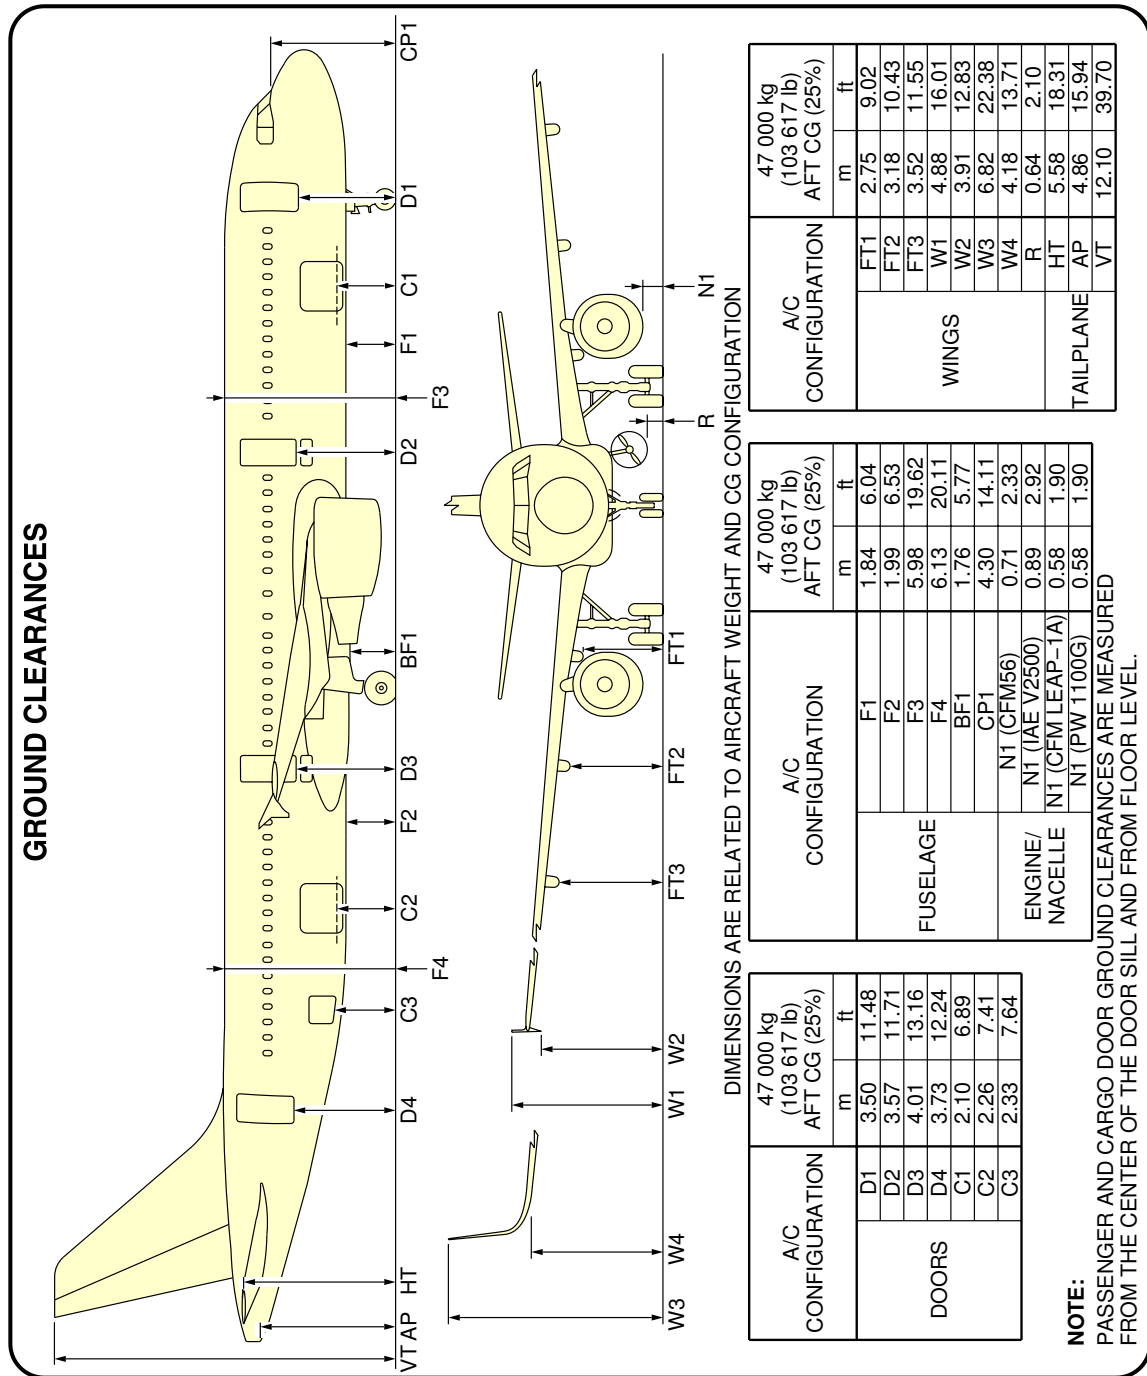 GROUND CLEARANCES
VT AP HT D4 C3 F4 C2 F2 D3 BF1 D2 F3 F1 C1 D1 CP1
W3 W4 W1 W2 FT3 FT2 FT1 R N1
DIMENSIONS ARE RELATED TO AIRCRAFT WEIGHT AND CG CONFIGURATION
A/C CONFIGURATION
47 000 kg
(103 617 lb)
AFT CG (25%)
m ft
DOORS
D1 3.50 11.48
D2 3.57 11.71
D3 4.01 13.16
D4 3.73 12.24
C1 2.10 6.89
C2 2.26 7.41
C3 2.33 7.64
A/C CONFIGURATION
47 000 kg
(103 617 lb)
AFT CG (25%)
m ft
FUSELAGE
F1 1.84 6.04
F2 1.99 6.53
F3 5.98 19.62
F4 6.13 20.11
BF1 1.76 5.77
CP1 4.30 14.11
ENGINE/
NACELLE
N1 (CFM56) 0.71 2.33
N1 (IAE V2500) 0.89 2.92
N1 (CFM LEAP−1A) 0.58 1.90
N1 (PW 1100G) 0.58 1.90
A/C CONFIGURATION
47 000 kg
(103 617 lb)
AFT CG (25%)
m ft
WINGS
FT1 2.75 9.02
FT2 3.18 10.43
FT3 3.52 11.55
W1 4.88 16.01
W2 3.91 12.83
W3 6.82 22.38
W4 4.18 13.71
R 0.64 2.10
TAILPLANE
HT 5.58 18.31
AP 4.86 15.94
VT 12.10 39.70
NOTE:
PASSENGER AND CARGO DOOR GROUND CLEARANCES ARE MEASURED
FROM THE CENTER OF THE DOOR SILL AND FROM FLOOR LEVEL.